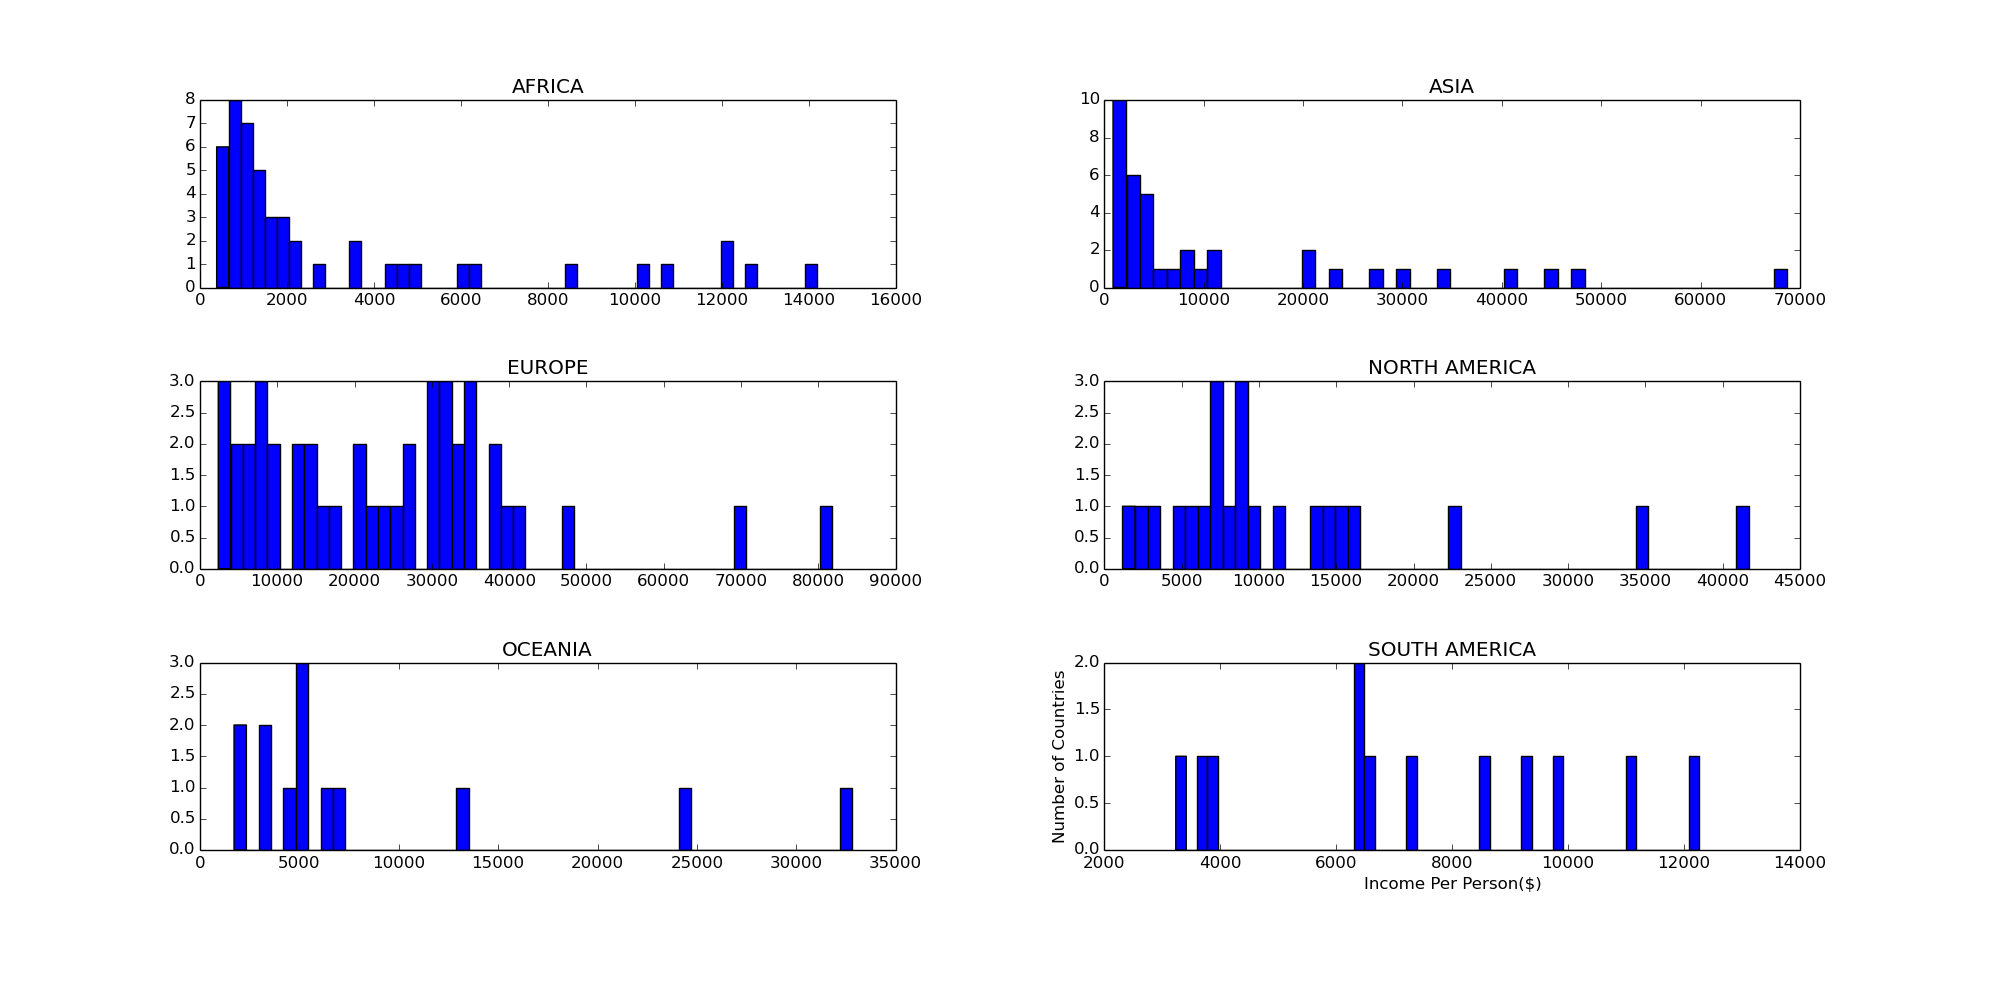 AFRICA
8
7
6
5
4
3
2
1
0
0 2000 4000 6000 8000 10000 12000 14000 16000
ASIA
10
8
6
4
2
0
0 10000 20000 30000 40000 50000 60000 70000
EUROPE
3.0
2.5
2.0
1.5
1.0
0.5
0.0
0 10000 20000 30000 40000 50000 60000 70000 80000 90000
NORTH AMERICA
3.0
2.5
2.0
1.5
1.0
0.5
0.0
0 5000 10000 15000 20000 25000 30000 35000 40000 45000
OCEANIA
3.0
2.5
2.0
1.5
1.0
0.5
0.0
0 5000 10000 15000 20000 25000 30000 35000
SOUTH AMERICA
Number of Countries
2.0
1.5
1.0
0.5
0.0
2000 4000 6000 8000 10000 12000 14000
Income Per Person($)